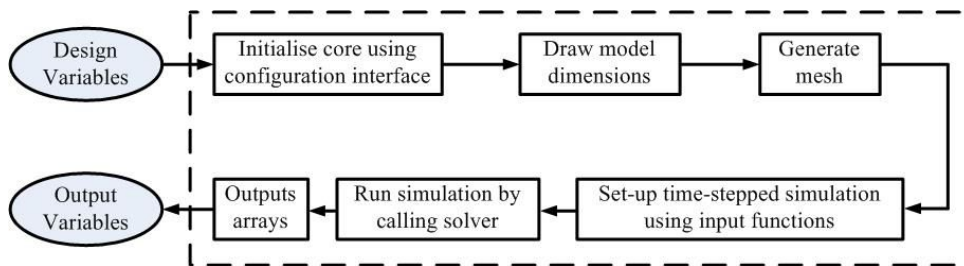 Design
Variables
Initialise core using
configuration interface
Draw model
dimensions
Generate
mesh
Output
Variables
Outputs
arrays
Run simulation by
calling solver
Set-up time-stepped simulation
using input functions